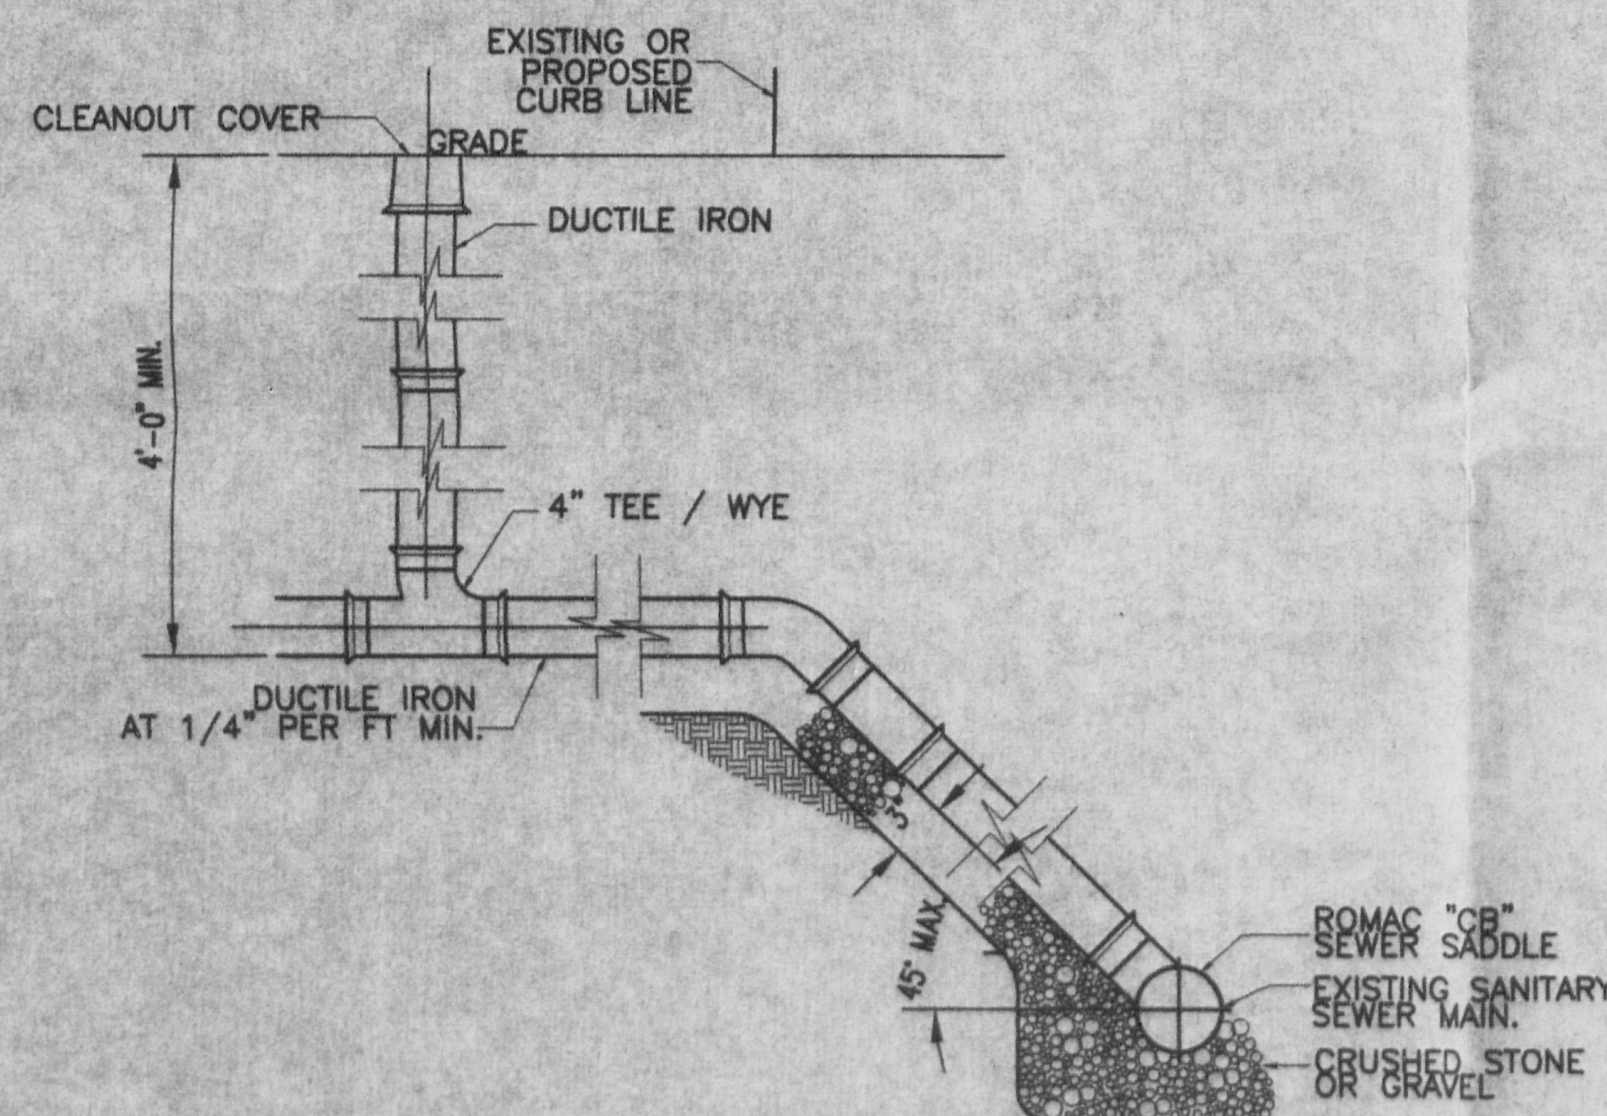 EXISTING OR
PROPOSED
CURB LINE
CLEANOUT COVER
GRADE
DUCTILE IRON
4'-0" MIN.
4" TEE / WYE
DUCTILE IRON
AT 1/4" PER FT MIN.
3"
45° MAX.
ROMAC "CB"
SEWER SADDLE
EXISTING SANITARY
SEWER MAIN.
CRUSHED STONE
OR GRAVEL